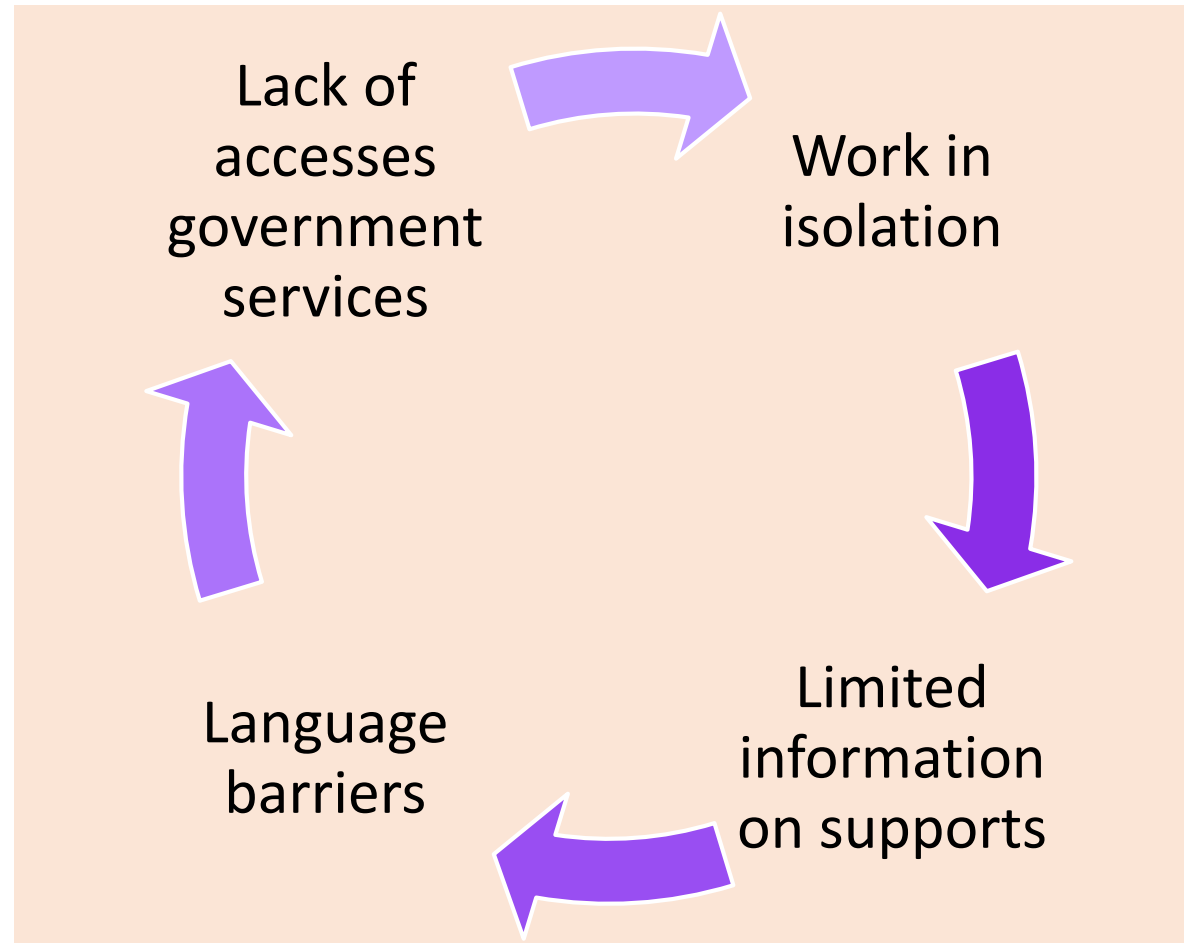 Lack of
accesses
government
services
Work in
isolation
Limited
information
on supports
Language
barriers